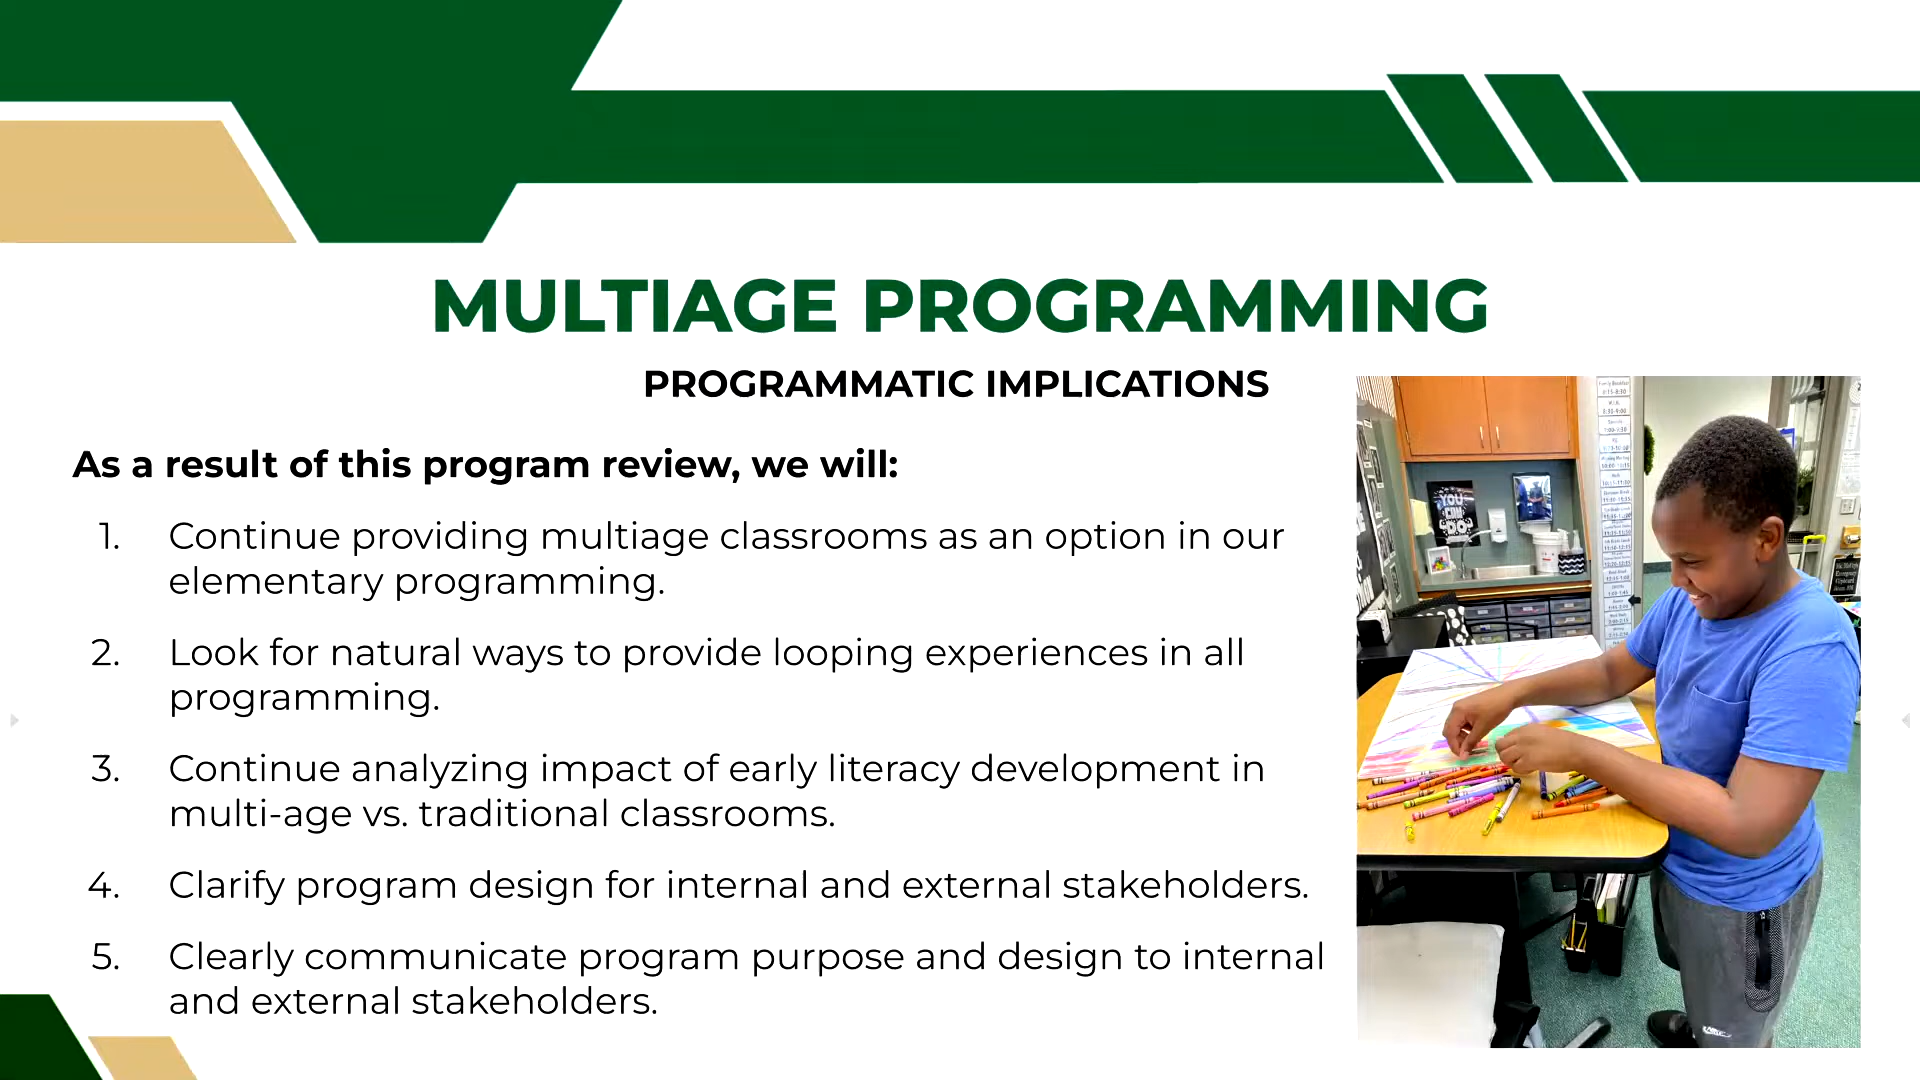 MULTIAGE PROGRAMMING
PROGRAMMATIC IMPLICATIONS
As a result of this program review, we will:
1. Continue providing multiage classrooms as an option in our
elementary programming.
2. Look for natural ways to provide looping experiences in all
programming.
3. Continue analyzing impact of early literacy development in
multi-age vs. traditional classrooms.
4. Clarify program design for internal and external stakeholders.
5. Clearly communicate program purpose and design to internal
and external stakeholders.
YOU
CAN